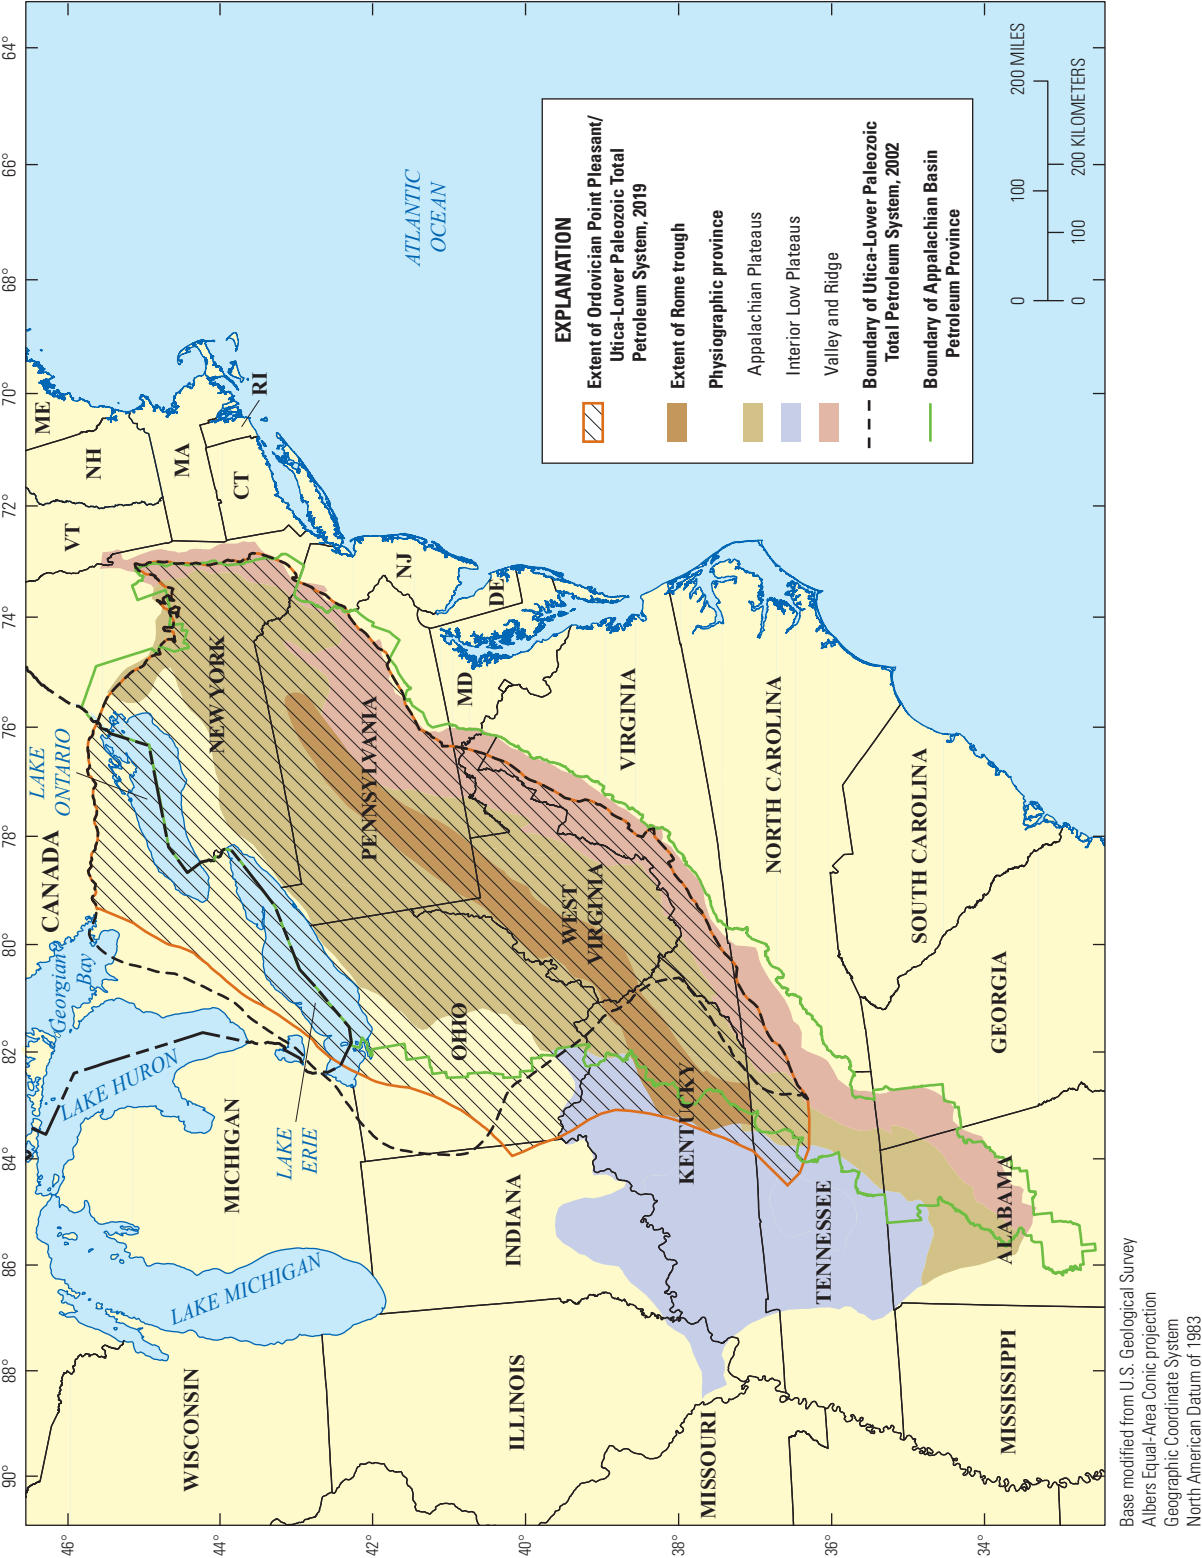 46°
44°
42°
40°
38°
36°
34°
90°
88°
86°
84°
82°
80°
78°
76°
74°
72°
70°
68°
66°
64°
CANADA
Georgian
Bay
LAKE
ONTARIO
LAKE HURON
LAKE
ERIE
LAKE MICHIGAN
ATLANTIC
OCEAN
WISCONSIN
MICHIGAN
ILLINOIS
INDIANA
OHIO
MISSOURI
KENTUCKY
TENNESSEE
MISSISSIPPI
ALABAMA
GEORGIA
SOUTH CAROLINA
NORTH CAROLINA
VIRGINIA
WEST
VIRGINIA
PENNSYLVANIA
NEW YORK
MD
DE
NJ
VT
NH
ME
MA
CT
RI
EXPLANATION
Extent of Ordovician Point Pleasant/
Utica-Lower Paleozoic Total
Petroleum System, 2019
Extent of Rome trough
Physiographic province
Appalachian Plateaus
Interior Low Plateaus
Valley and Ridge
Boundary of Utica-Lower Paleozoic
Total Petroleum System, 2002
Boundary of Appalachian Basin
Petroleum Province
0 100 200 MILES
0 100 200 KILOMETERS
Base modified from U.S. Geological Survey
Albers Equal-Area Conic projection
Geographic Coordinate System
North American Datum of 1983